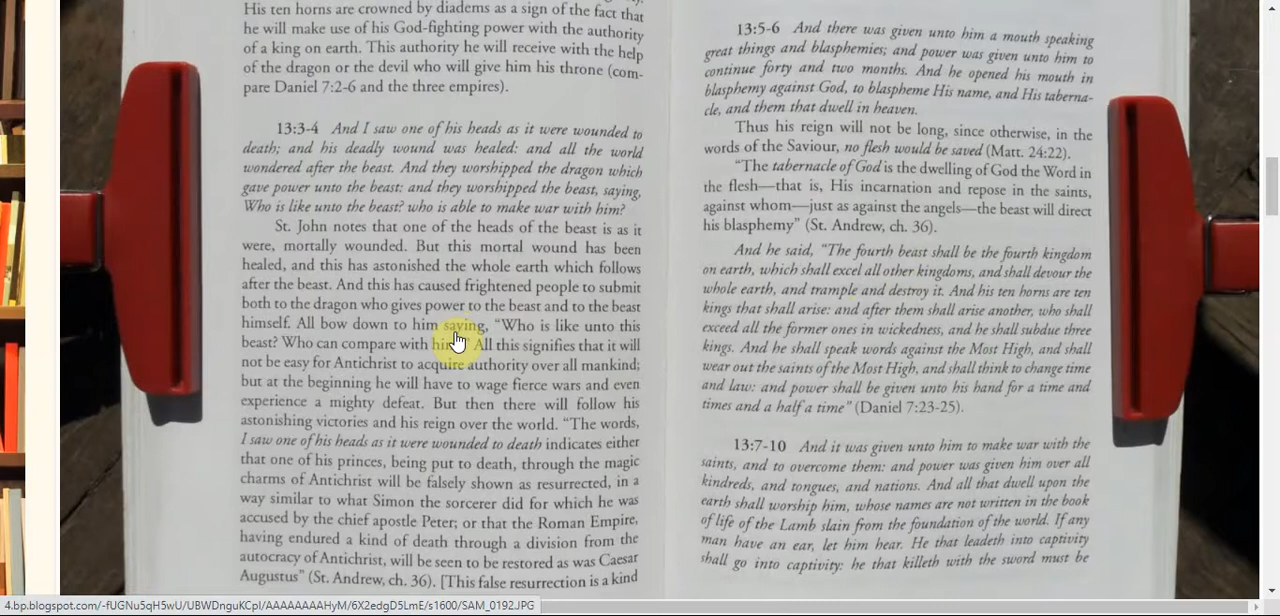 His ten horns are crowned by diadems as a sign of the fact that
he will make use of his God-fighting power with the authority
of a king on earth. This authority he will receive with the help
of the dragon or the devil who will give him his throne (com-
pare Daniel 7:2-6 and the three empires).
13:3-4 And I saw one of his heads as it were wounded to
death; and his deadly wound was healed: and all the world
wondered after the beast. And they worshipped the dragon which
gave power unto the beast: and they worshipped the beast, saying,
Who is like unto the beast? who is able to make war with him?
St. John notes that one of the heads of the beast is as it
were, mortally wounded. But this mortal wound has been
healed, and this has astonished the whole earth which follows
after the beast. And this has caused frightened people to submit
both to the dragon who gives power to the beast and to the beast
himself. All bow down to him saying, “Who is like unto this
beast? Who can compare with All this signifies that it will
not be easy for Antichrist to acquire authority over all mankind;
but at the beginning he will have to wage fierce wars and even
experience a mighty defeat. But then there will follow his
astonishing victories and his reign over the world. “The words,
I saw one of his heads as it were wounded to death indicates either
that one of his princes, being put to death, through the magic
charms of Antichrist will be falsely shown as resurrected, in a
way similar to what Simon the sorcerer did for which he was
accused by the chief apostle Peter; or that the Roman Empire,
having endured a kind of death through a division from the
autocracy of Antichrist, will be seen to be restored as was Caesar
Augustus” (St. Andrew, ch. 36). [This false resurrection is a kind
13:5-6 And there was given unto him a mouth speaking
great things and blasphemies; and power was given unto him to
continue forty and two months. And he opened his mouth in
blasphemy against God, to blaspheme His name, and His taberna-
cle, and them that dwell in heaven.
Thus his reign will not be long, since otherwise, in the
words of the Saviour, no flesh would be saved (Matt. 24:22).
“The tabernacle of God is the dwelling of God the Word in
the flesh—that is, His incarnation and repose in the saints,
against whom—just as against the angels—the beast will direct
his blasphemy” (St. Andrew, ch. 36).
And he said, “The fourth beast shall be the fourth kingdom
on earth, which shall excel all other kingdoms, and shall devour the
whole earth, and trample and destroy it. And his ten horns are ten
kings that shall arise: and after them shall arise another, who shall
exceed all the former ones in wickedness, and he shall subdue three
kings. And he shall speak words against the Most High, and shall
wear out the saints of the Most High, and shall think to change time
and law: and power shall be given unto his hand for a time and
times and a half a time” (Daniel 7:23-25).
13:7-10 And it was given unto him to make war with the
saints, and to overcome them: and power was given him over all
kindreds, and tongues, and nations. And all that dwell upon the
earth shall worship him, whose names are not written in the book
of life of the Lamb slain from the foundation of the world. If any
man have an ear, let him hear. He that leadeth into captivity
shall go into captivity: he that killeth with the sword must be
4.bp.blogspot.com/-fUGNu5qH5wU/UBWDnguKCpI/AAAAAAAAHyM/6X2edgD5LmE/s1600/SAM_0192.JPG